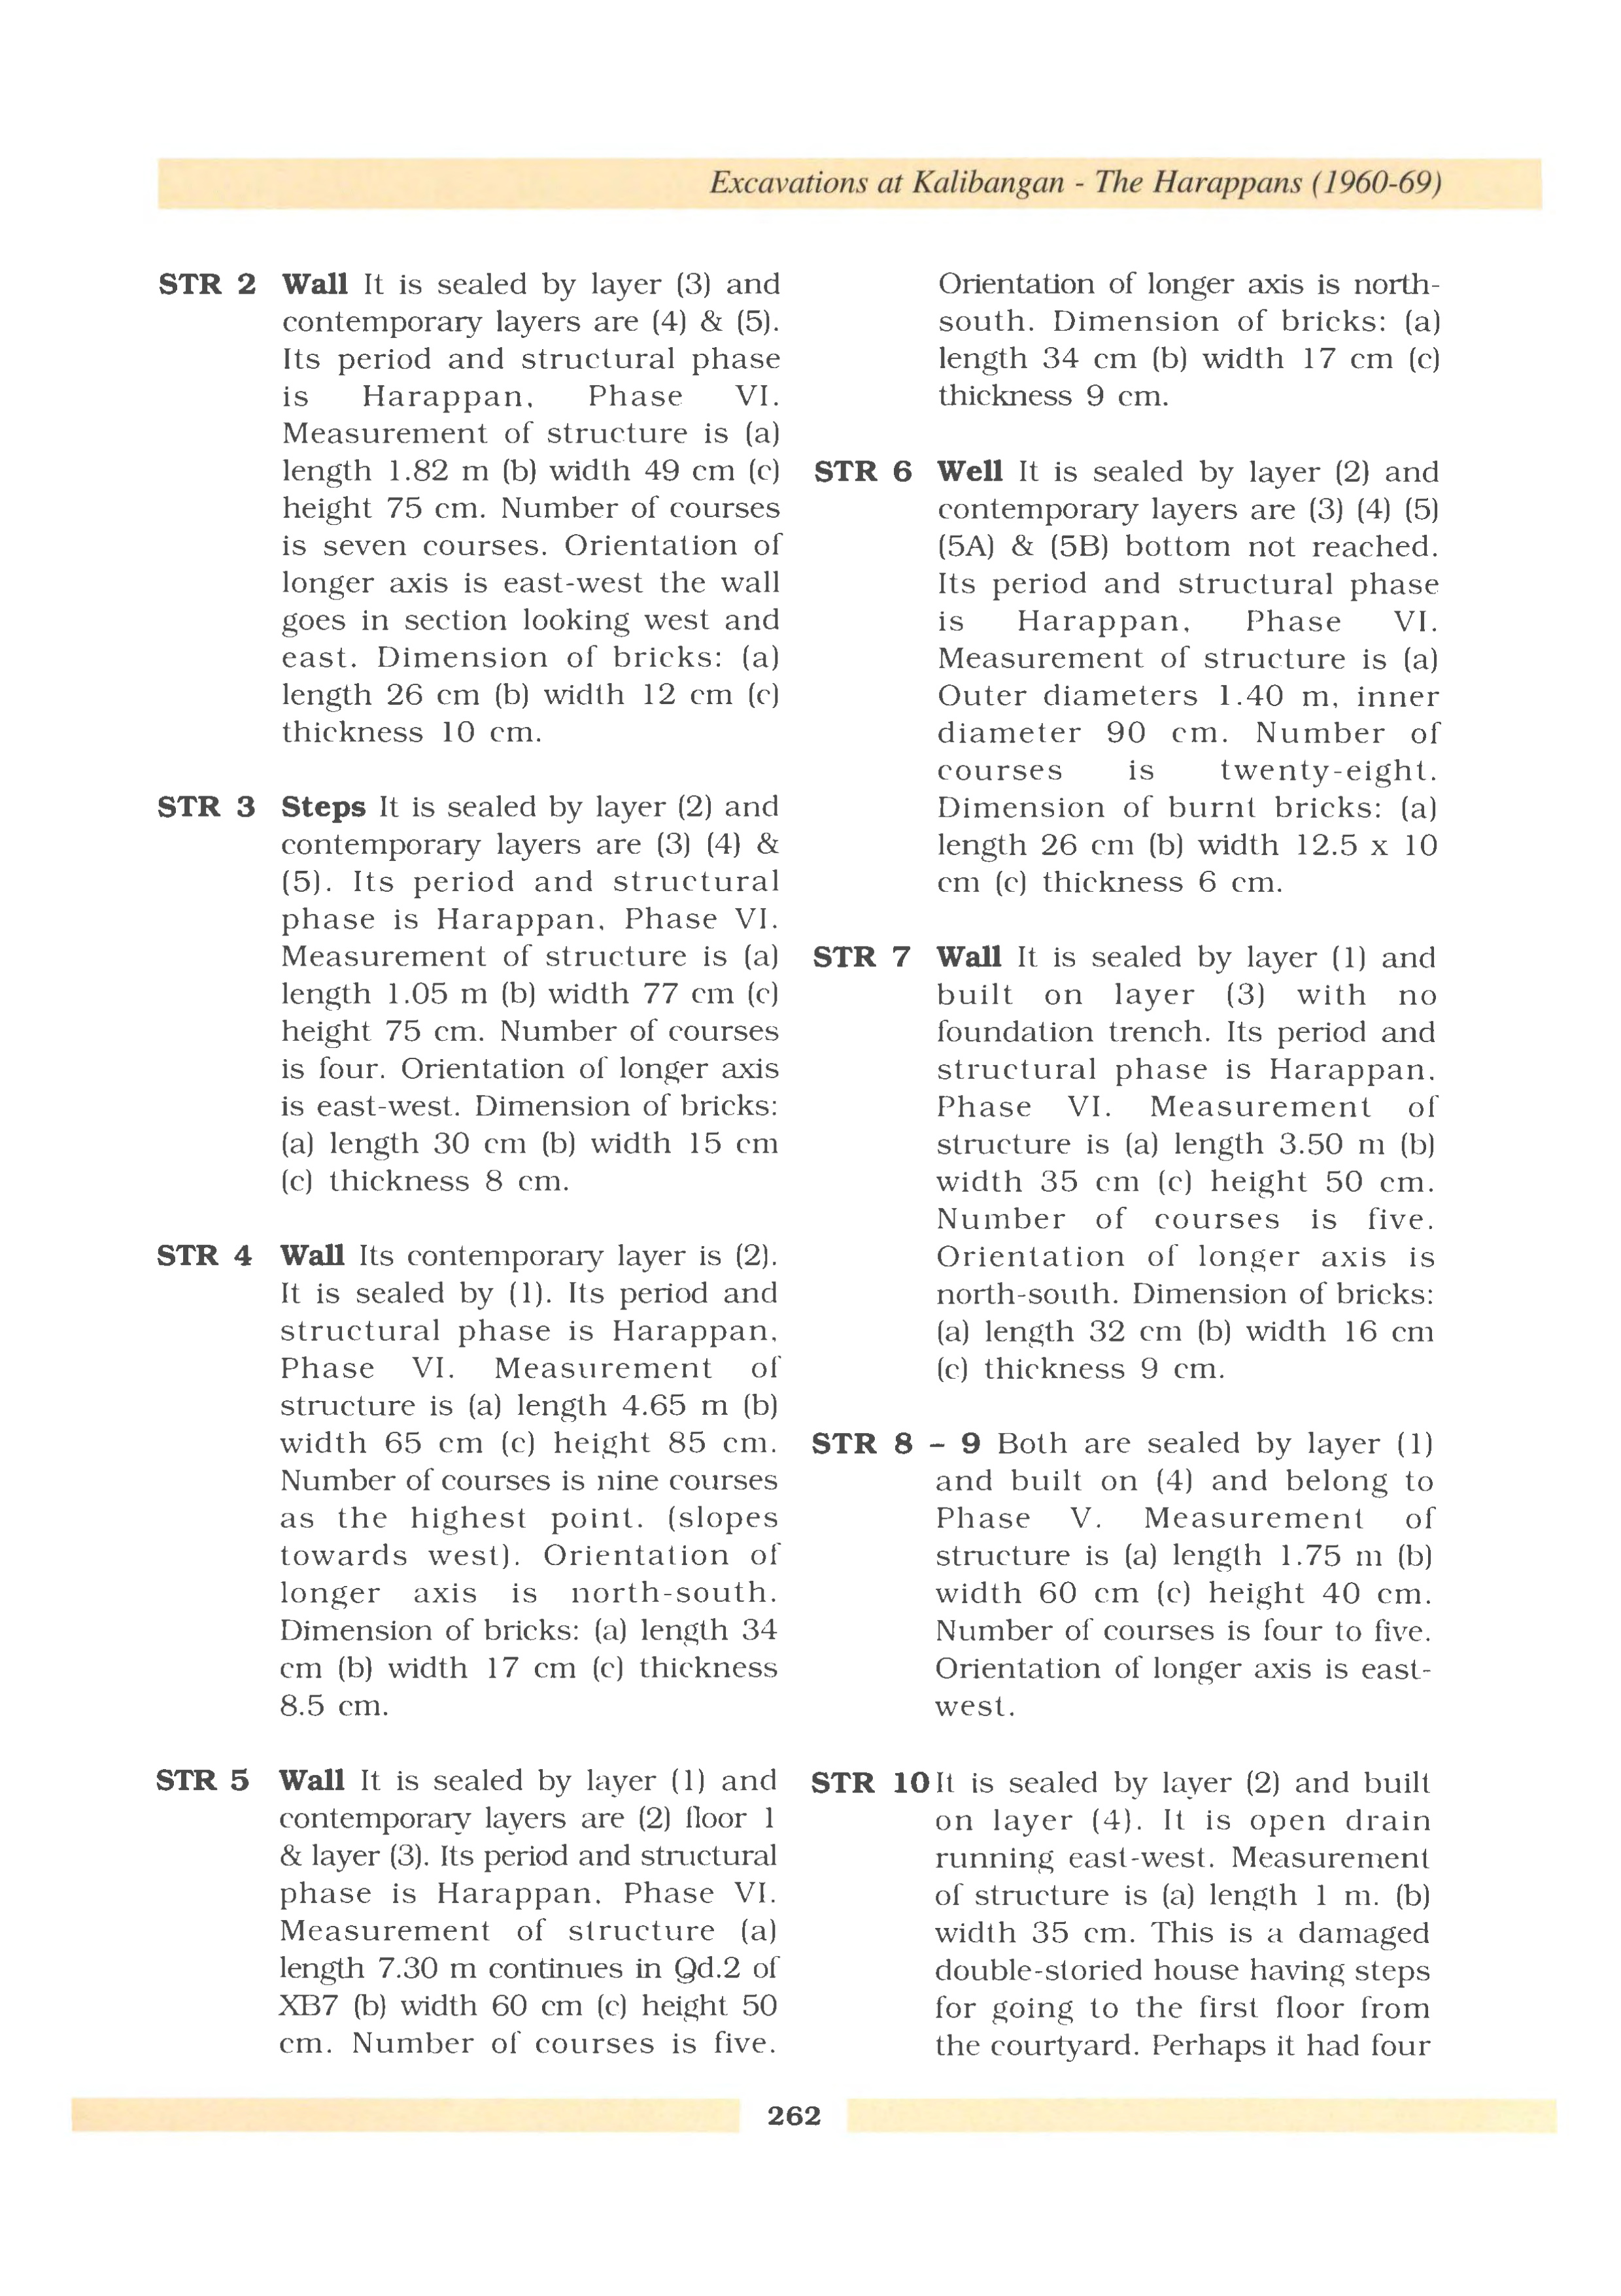 Excavations at Kalibangan - The Harappans (1960-69)
STR 2 Wall It is sealed by layer (3) and
contemporary layers are (4) & (5).
Its period and structural phase
is Harappan, Phase VI.
Measurement of structure is (a)
length 1.82 m (b) width 49 cm (c)
height 75 cm. Number of courses
is seven courses. Orientation of
longer axis is east-west the wall
goes in section looking west and
east. Dimension of bricks: (a)
length 26 cm (b) width 12 cm (c)
thickness 10 cm.
STR 3 Steps It is sealed by layer (2) and
contemporary layers are (3) (4) &
(5). Its period and structural
phase is Harappan, Phase VI.
Measurement of structure is (a)
length 1.05 m (b) width 77 cm (c)
height 75 cm. Number of courses
is four. Orientation of longer axis
is east-west. Dimension of bricks:
(a) length 30 cm (b) width 15 cm
(c) thickness 8 cm.
STR 4 Wall Its contemporary layer is (2).
It is sealed by (1). Its period and
structural phase is Harappan,
Phase VI. Measurement of
structure is (a) length 4.65 m (b)
width 65 cm (c) height 85 cm.
Number of courses is nine courses
as the highest point. (slopes
towards west). Orientation of
longer axis is north-south.
Dimension of bricks: (a) length 34
cm (b) width 17 cm (c) thickness
8.5 cm.
STR 5 Wall It is sealed by layer (1) and
contemporary layers are (2) floor 1
& layer (3). Its period and structural
phase is Harappan, Phase VI.
Measurement of structure (a)
length 7.30 m continues in Qd.2 of
XB7 (b) width 60 cm (c) height 50
cm. Number of courses is five.
Orientation of longer axis is north-
south. Dimension of bricks: (a)
length 34 cm (b) width 17 cm (c)
thickness 9 cm.
STR 6 Well It is sealed by layer (2) and
contemporary layers are (3) (4) (5)
(5A) & (5B) bottom not reached.
Its period and structural phase
is Harappan, Phase VI.
Measurement of structure is (a)
Outer diameters 1.40 m, inner
diameter 90 cm. Number of
courses is twenty-eight.
Dimension of burnt bricks: (a)
length 26 cm (b) width 12.5 x 10
cm (c) thickness 6 cm.
STR 7 Wall It is sealed by layer (1) and
built on layer (3) with no
foundation trench. Its period and
structural phase is Harappan,
Phase VI. Measurement of
structure is (a) length 3.50 m (b)
width 35 cm (c) height 50 cm.
Number of courses is five.
Orientation of longer axis is
north-south. Dimension of bricks:
(a) length 32 cm (b) width 16 cm
(c) thickness 9 cm.
STR 8 - 9 Both are sealed by layer (1)
and built on (4) and belong to
Phase V. Measurement of
structure is (a) length 1.75 m (b)
width 60 cm (c) height 40 cm.
Number of courses is four to five.
Orientation of longer axis is east-
west.
STR 10 It is sealed by layer (2) and built
on layer (4). It is open drain
running east-west. Measurement
of structure is (a) length 1 m. (b)
width 35 cm. This is a damaged
double-storied house having steps
for going to the first floor from
the courtyard. Perhaps it had four
262